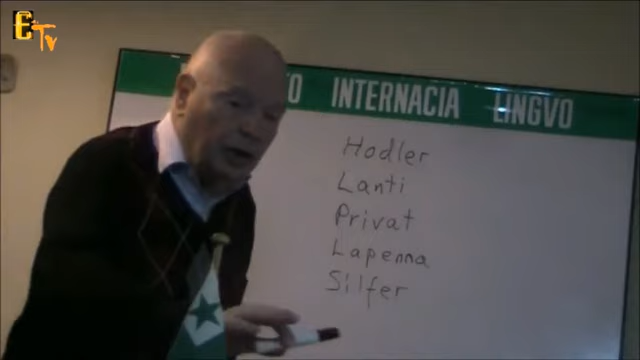 ETV
O INTERNACIA LINGVO
Hodler
Lanti
Privat
Lapenna
Silfer